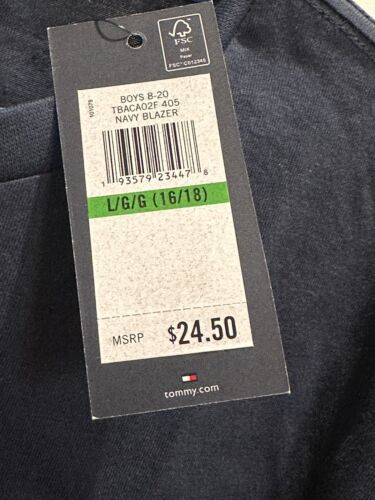 FSC
MIX
Paper
FSC® C012345
101079
BOYS 8-20
TBACA02F 405
NAVY BLAZER
1 93579 23447 8
L/G/G (16/18)
MSRP $24.50
tommy.com